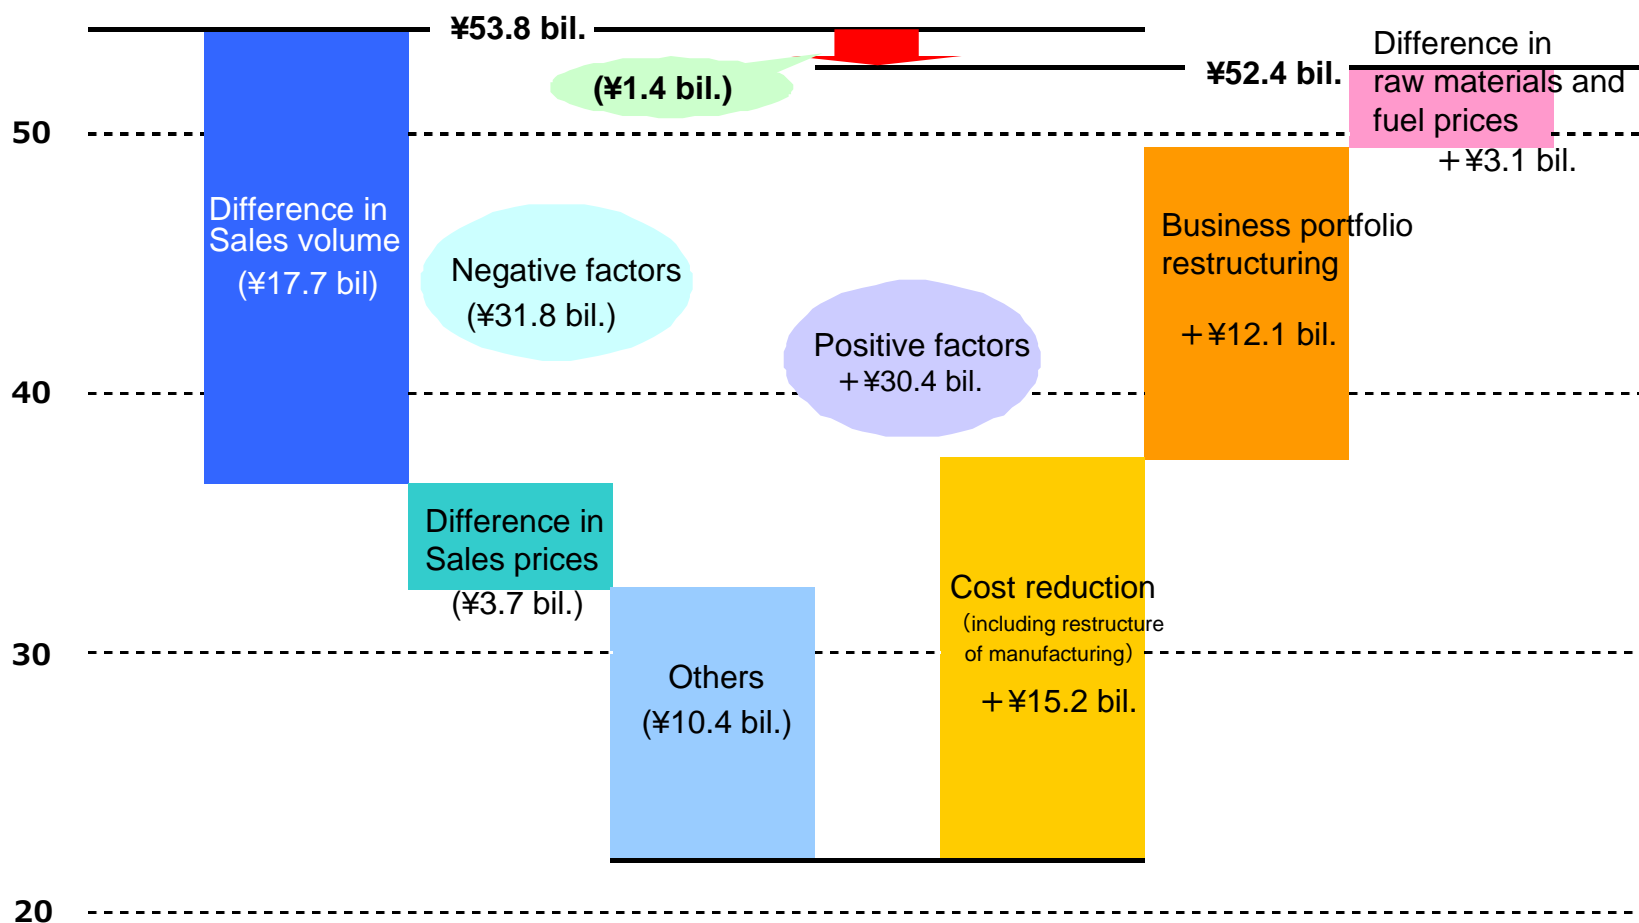 ¥53.8 bil.
(¥1.4 bil.)
¥52.4 bil.
Difference in
raw materials and
fuel prices
＋¥3.1 bil.
50
Difference in
Sales volume
(¥17.7 bil)
Negative factors
(¥31.8 bil.)
Positive factors
＋¥30.4 bil.
Business portfolio
restructuring
＋¥12.1 bil.
40
Difference in
Sales prices
(¥3.7 bil.)
Others
(¥10.4 bil.)
Cost reduction
（including restructure
of manufacturing）
＋¥15.2 bil.
30
20